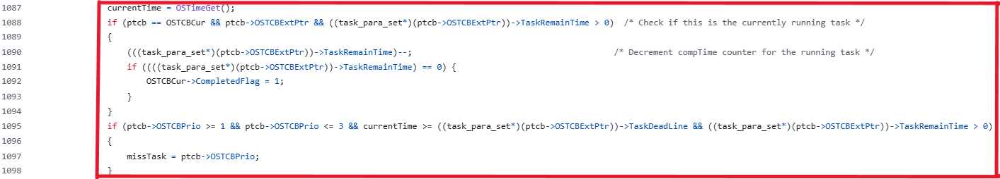 1087 currentTime = OSTimeGet();
1088 if (ptcb == OSTCBCur && ptcb->OSTCBExtPtr && ((task_para_set*)(ptcb->OSTCBExtPtr))->TaskRemainTime > 0) /* Check if this is the currently running task */
1089 {
1090 (((task_para_set*)(ptcb->OSTCBExtPtr))->TaskRemainTime)--; /* Decrement compTime counter for the running task */
1091 if ((((task_para_set*)(ptcb->OSTCBExtPtr))->TaskRemainTime) == 0) {
1092 OSTCBCur->CompletedFlag = 1;
1093 }
1094 }
1095 if (ptcb->OSTCBPrio >= 1 && ptcb->OSTCBPrio <= 3 && currentTime >= ((task_para_set*)(ptcb->OSTCBExtPtr))->TaskDeadLine && ((task_para_set*)(ptcb->OSTCBExtPtr))->TaskRemainTime > 0)
1096 {
1097 missTask = ptcb->OSTCBPrio;
1098 }